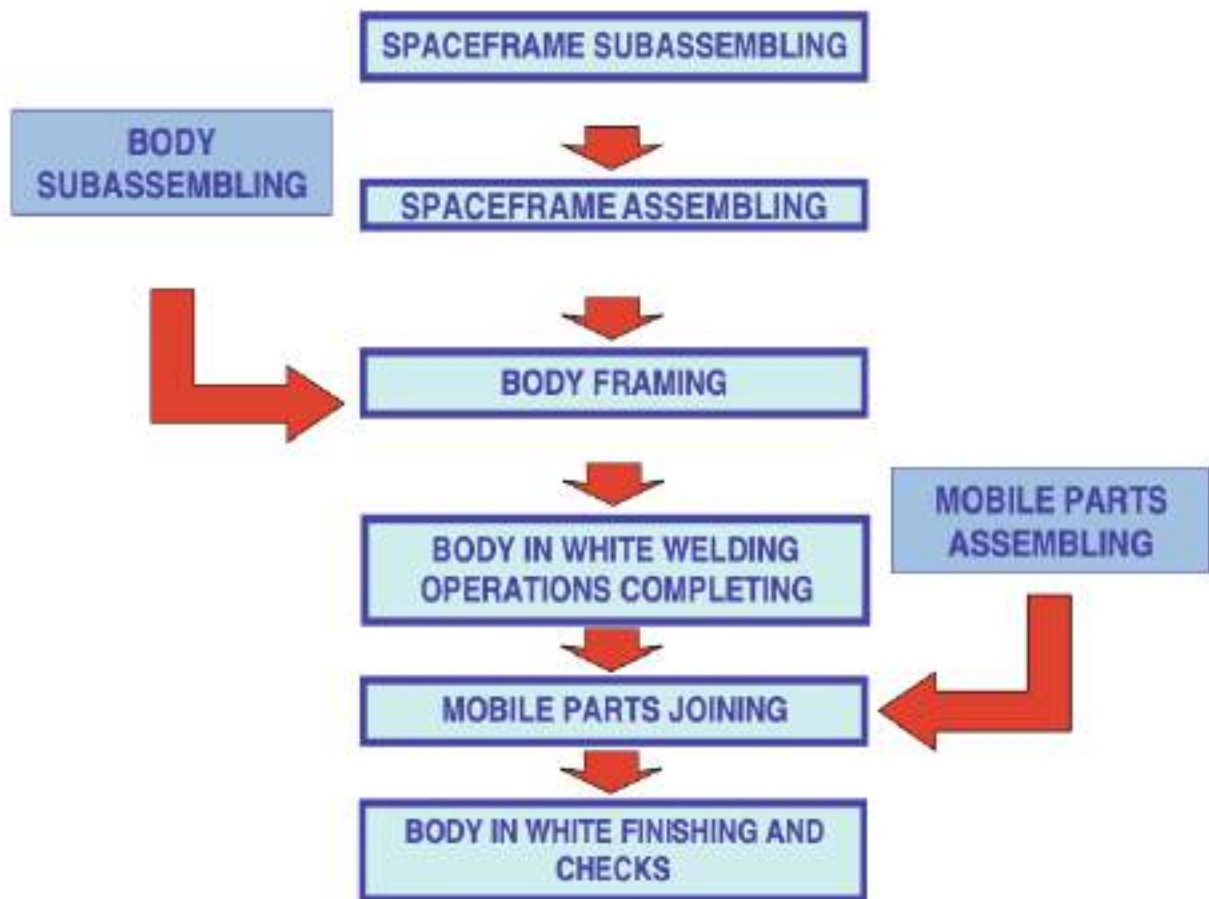 SPACEFRAME SUBASSEMBLING
BODY
SUBASSEMBLING
SPACEFRAME ASSEMBLING
BODY FRAMING
BODY IN WHITE WELDING
OPERATIONS COMPLETING
MOBILE PARTS
ASSEMBLING
MOBILE PARTS JOINING
BODY IN WHITE FINISHING AND
CHECKS